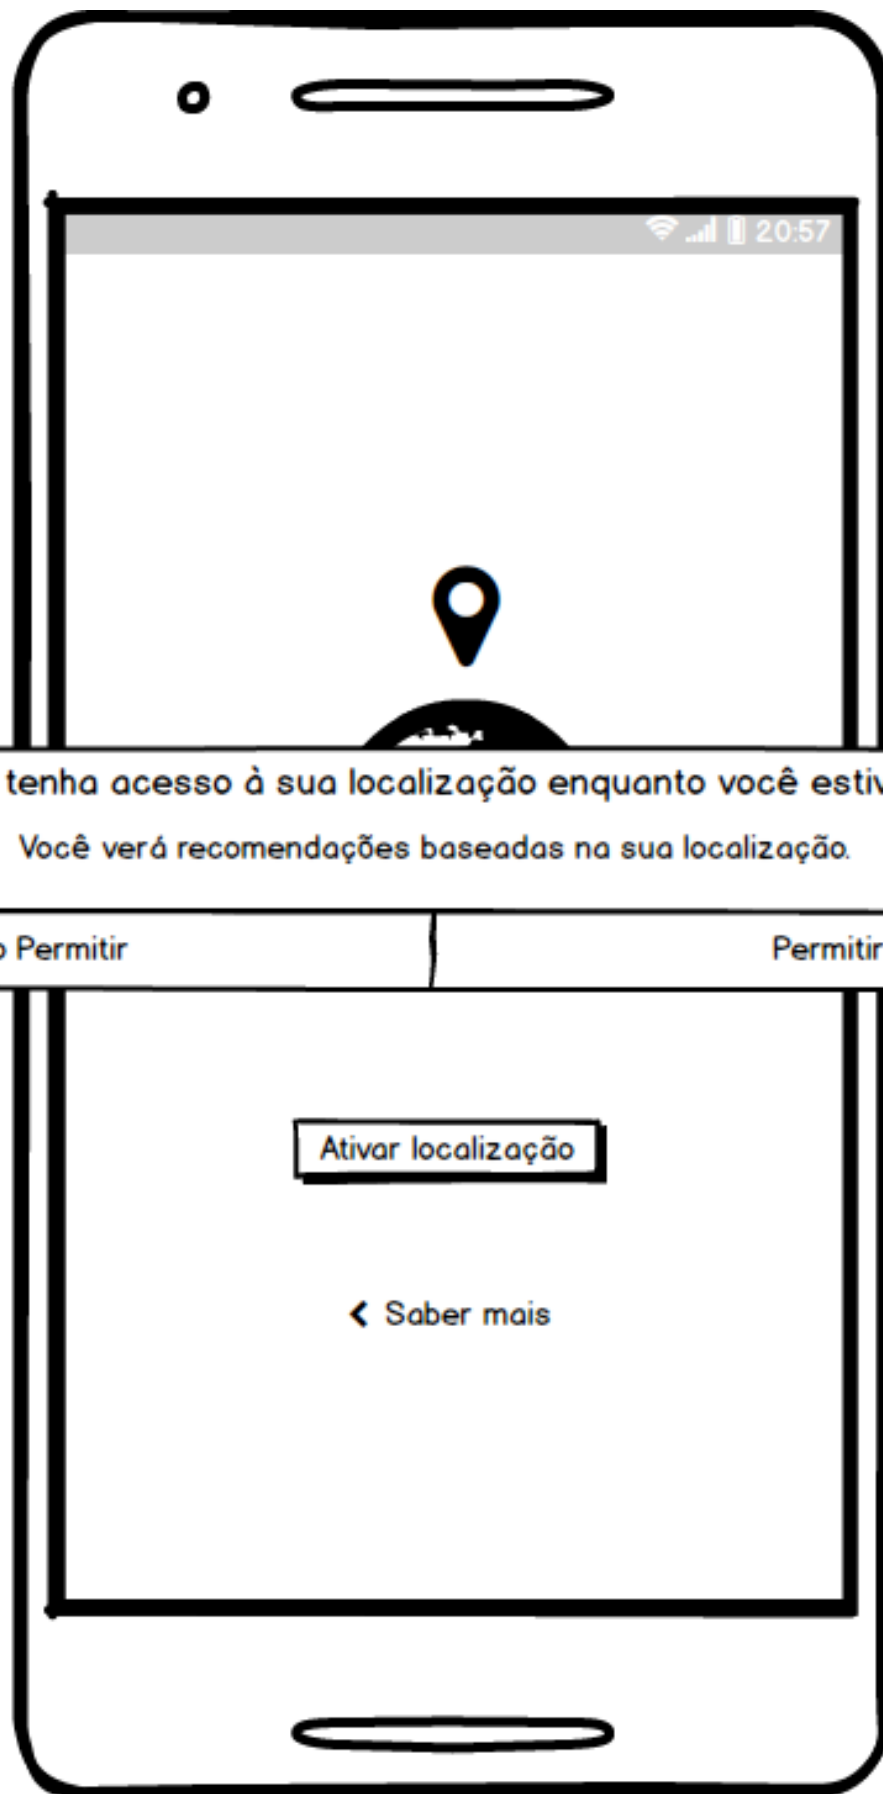 20:57
tenha acesso à sua localização enquanto você estiv
Você verá recomendações baseadas na sua localização.
o Permitir
Permitir
Ativar localização
Saber mais